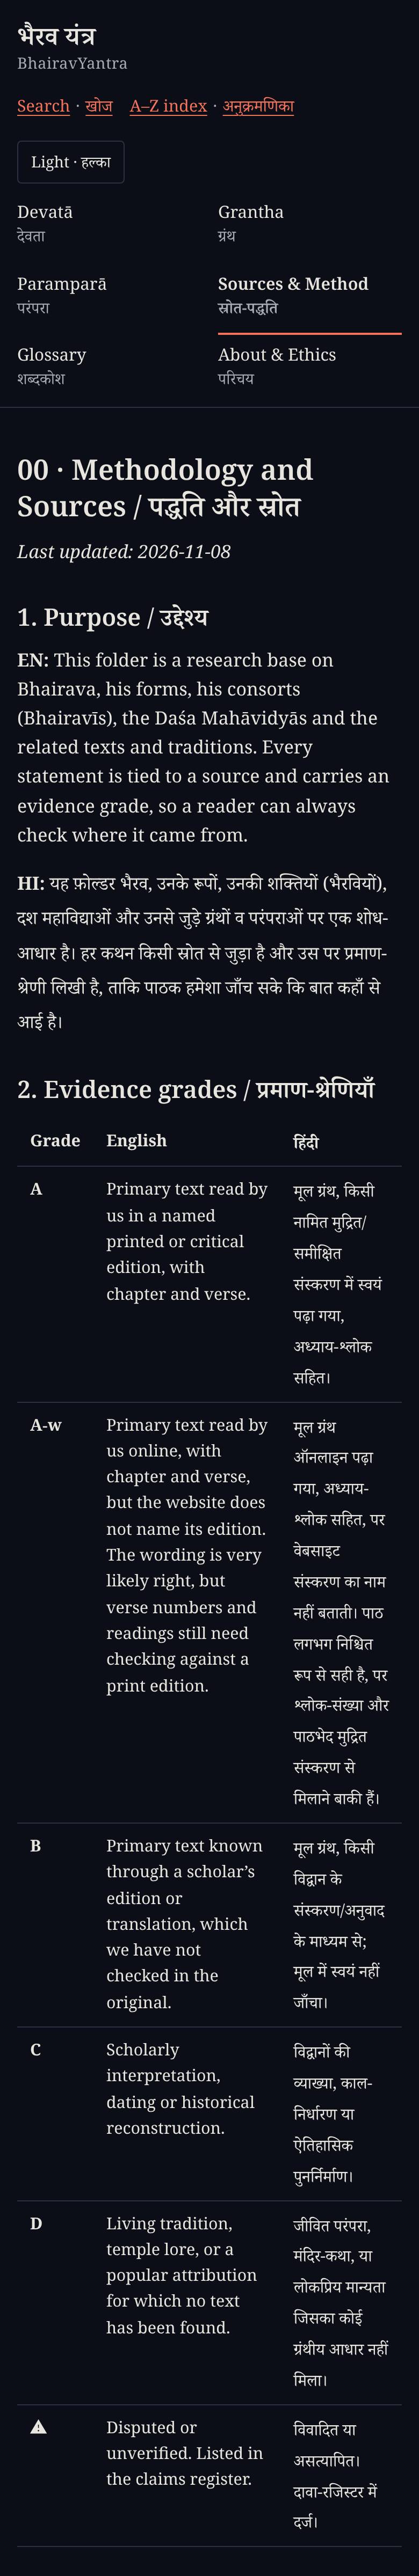 भैरव यंत्र
BhairavYantra
Search · खोज A–Z index · अनुक्रमणिका
Light · हल्का
Devatā
देवता
Grantha
ग्रंथ
Paramparā
परंपरा
Sources & Method
स्रोत-पद्धति
Glossary
शब्दकोश
About & Ethics
परिचय
00 · Methodology and
Sources / पद्धति और स्रोत
Last updated: 2026-11-08
1. Purpose / उद्देश्य
EN: This folder is a research base on
Bhairava, his forms, his consorts
(Bhairavīs), the Daśa Mahāvidyās and the
related texts and traditions. Every
statement is tied to a source and carries an
evidence grade, so a reader can always
check where it came from.
HI: यह फ़ोल्डर भैरव, उनके रूपों, उनकी शक्तियों (भैरवियों),
दश महाविद्याओं और उनसे जुड़े ग्रंथों व परंपराओं पर एक शोध-
आधार है। हर कथन किसी स्रोत से जुड़ा है और उस पर प्रमाण-
श्रेणी लिखी है, ताकि पाठक हमेशा जाँच सके कि बात कहाँ से
आई है।
2. Evidence grades / प्रमाण-श्रेणियाँ
Grade English हिंदी
A
Primary text read by
us in a named
printed or critical
edition, with
chapter and verse.
मूल ग्रंथ, किसी
नामित मुद्रित/
समीक्षित
संस्करण में स्वयं
पढ़ा गया,
अध्याय-श्लोक
सहित।
A-w
Primary text read by
us online, with
chapter and verse,
but the website does
not name its edition.
The wording is very
likely right, but
verse numbers and
readings still need
checking against a
print edition.
मूल ग्रंथ
ऑनलाइन पढ़ा
गया, अध्याय-
श्लोक सहित, पर
वेबसाइट
संस्करण का नाम
नहीं बताती। पाठ
लगभग निश्चित
रूप से सही है, पर
श्लोक-संख्या और
पाठभेद मुद्रित
संस्करण से
मिलाने बाकी हैं।
B
Primary text known
through a scholar’s
edition or
translation, which
we have not
checked in the
original.
मूल ग्रंथ, किसी
विद्वान के
संस्करण/अनुवाद
के माध्यम से;
मूल में स्वयं नहीं
जाँचा।
C
Scholarly
interpretation,
dating or historical
reconstruction.
विद्वानों की
व्याख्या, काल-
निर्धारण या
ऐतिहासिक
पुनर्निर्माण।
D
Living tradition,
temple lore, or a
popular attribution
for which no text
has been found.
जीवित परंपरा,
मंदिर-कथा, या
लोकप्रिय मान्यता
जिसका कोई
ग्रंथीय आधार नहीं
मिला।
⚠
Disputed or
unverified. Listed in
the claims register.
विवादित या
असत्यापित।
दावा-रजिस्टर में
दर्ज।